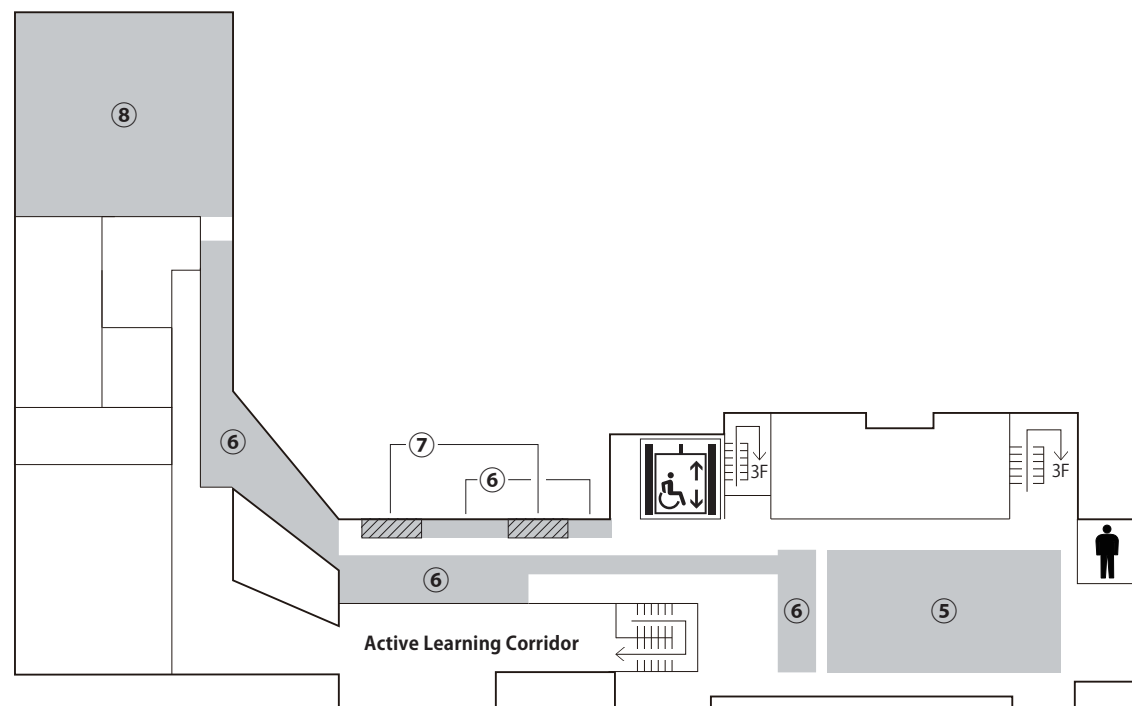 ⑧
⑥
⑦
⑥
3F
3F
⑥
⑥
⑤
Active Learning Corridor